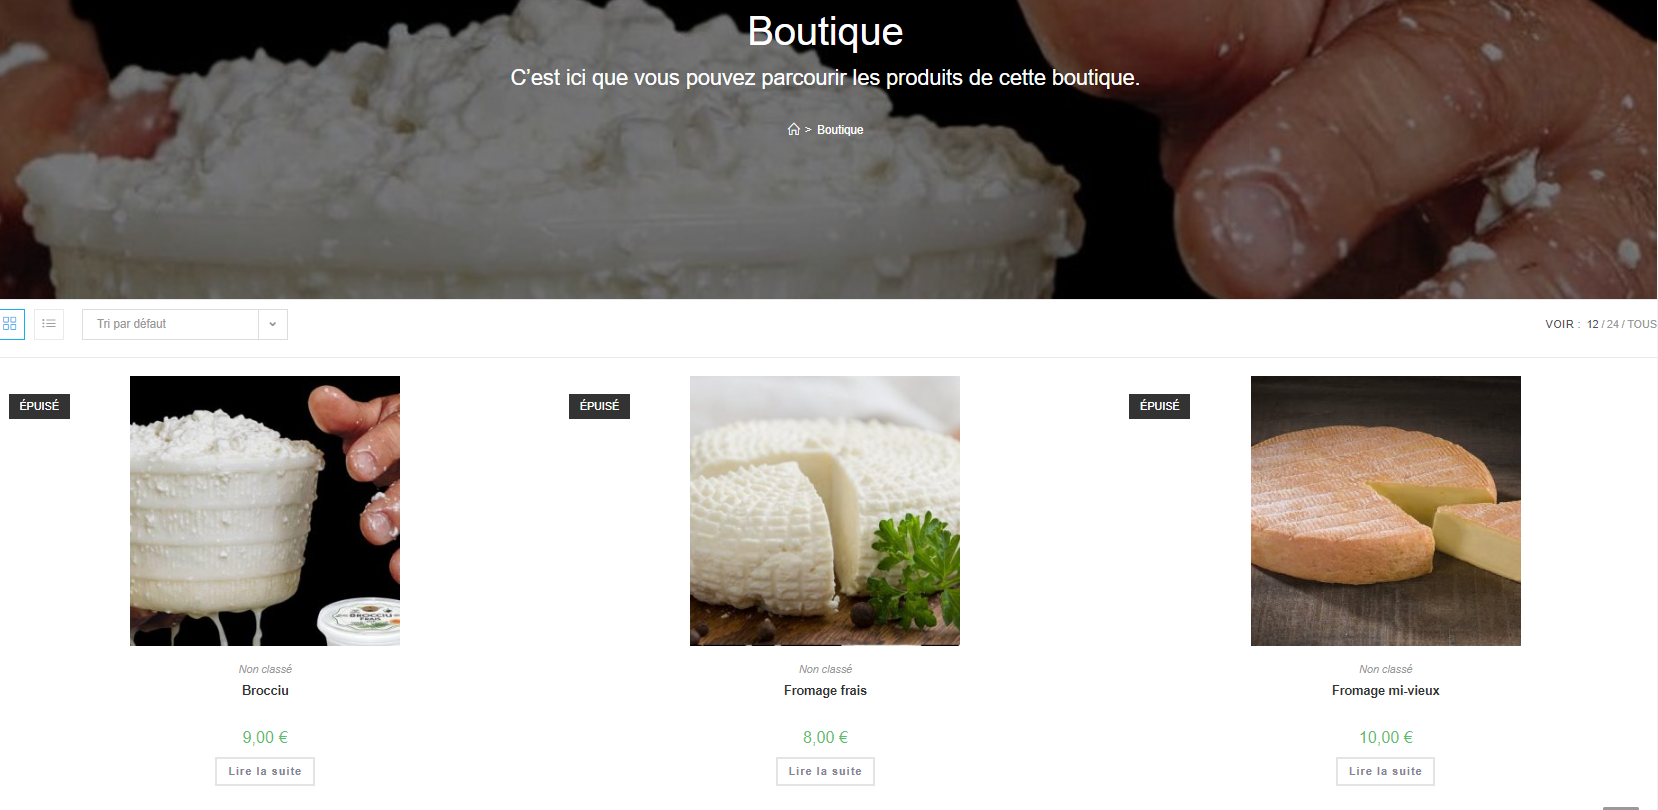 Boutique
C’est ici que vous pouvez parcourir les produits de cette boutique.
> Boutique
Tri par défaut
VOIR : 12 / 24 / TOUS
ÉPUISÉ
ÉPUISÉ
ÉPUISÉ
BROCCIU
FRAIS
Non classé
Non classé
Non classé
Brocciu
Fromage frais
Fromage mi-vieux
9,00 €
8,00 €
10,00 €
Lire la suite
Lire la suite
Lire la suite